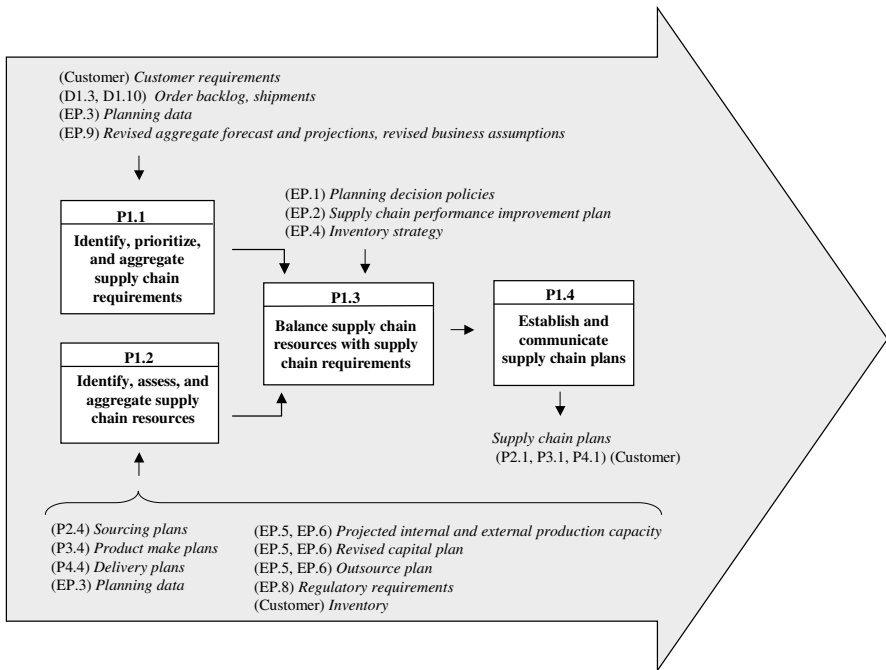 (Customer) Customer requirements
(D1.3, D1.10) Order backlog, shipments
(EP.3) Planning data
(EP.9) Revised aggregate forecast and projections, revised business assumptions
P1.1
Identify, prioritize,
and aggregate
supply chain
requirements
(EP.1) Planning decision policies
(EP.2) Supply chain performance improvement plan
(EP.4) Inventory strategy
P1.2
Identify, assess, and
aggregate supply
chain resources
P1.3
Balance supply chain
resources with supply
chain requirements
P1.4
Establish and
communicate
supply chain plans
Supply chain plans
(P2.1, P3.1, P4.1) (Customer)
(P2.4) Sourcing plans
(P3.4) Product make plans
(P4.4) Delivery plans
(EP.3) Planning data
(EP.5, EP.6) Projected internal and external production capacity
(EP.5, EP.6) Revised capital plan
(EP.5, EP.6) Outsource plan
(EP.8) Regulatory requirements
(Customer) Inventory